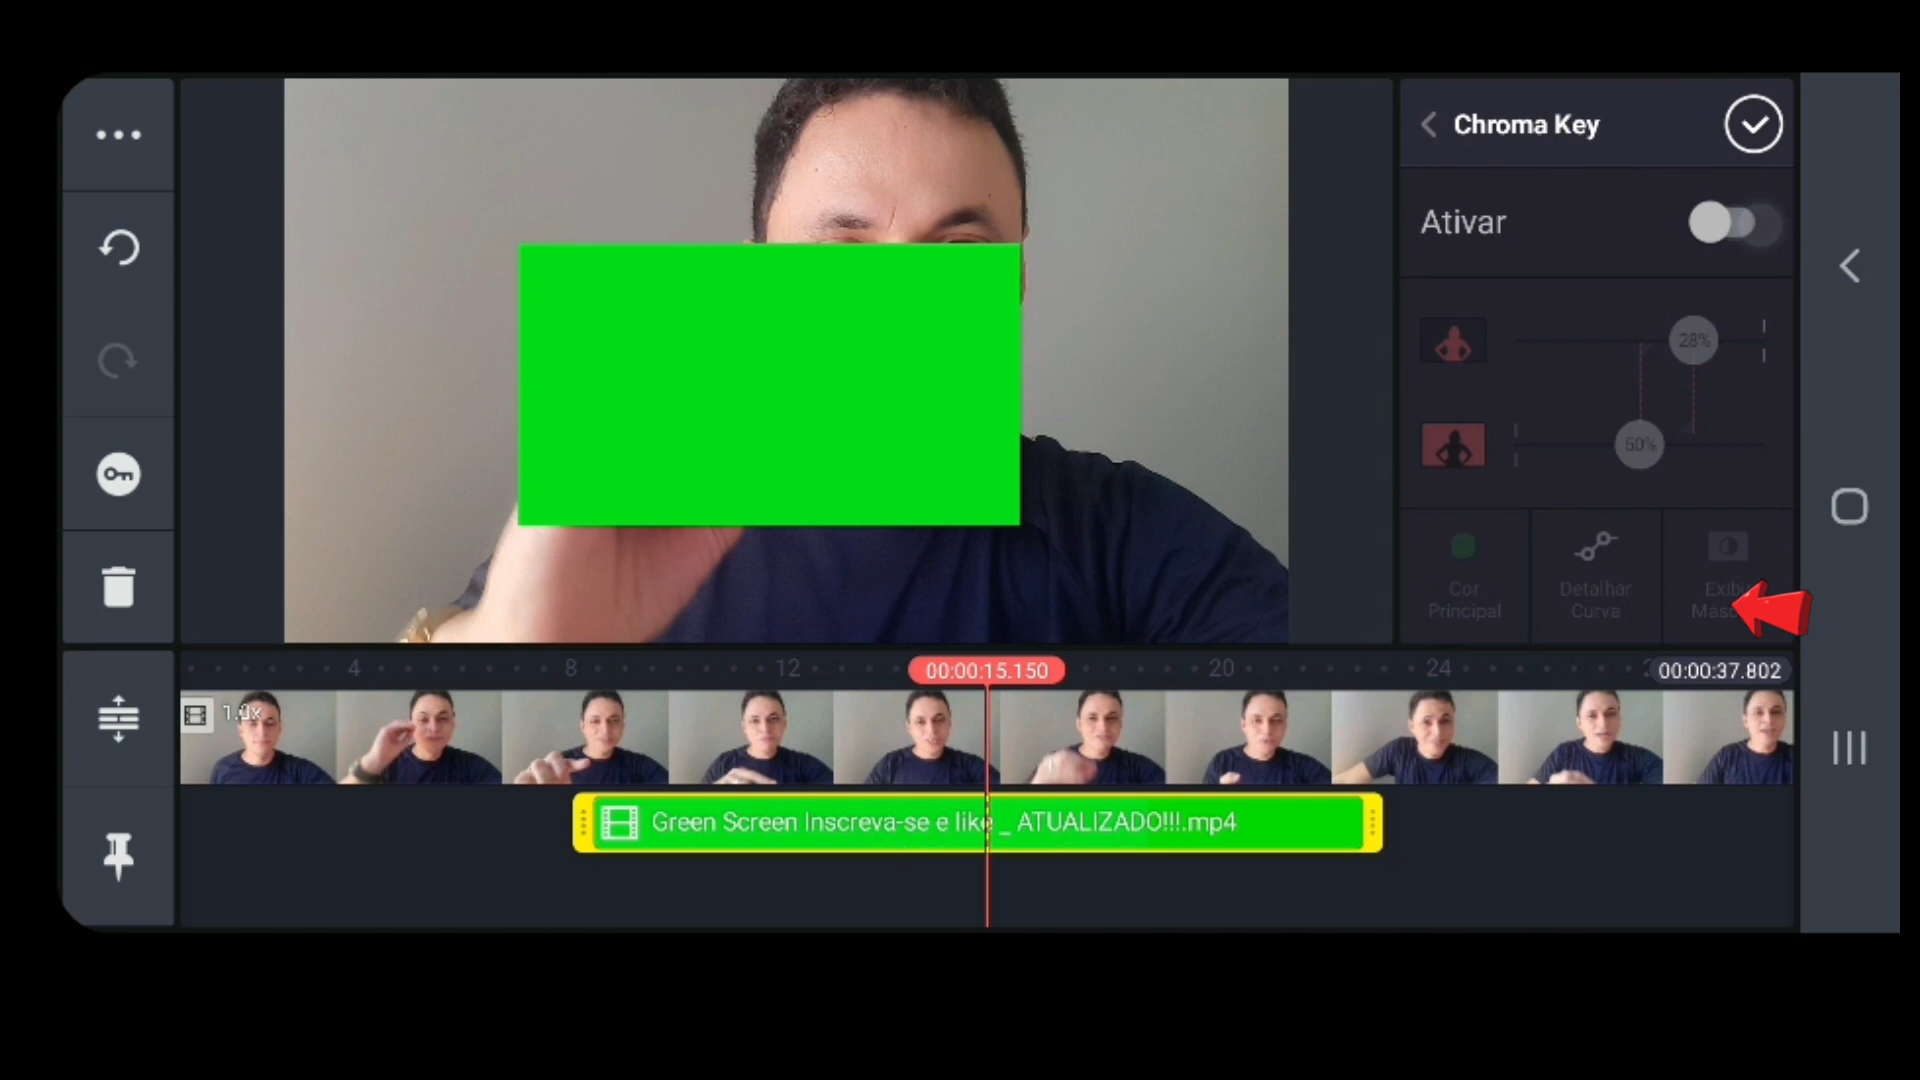 Chroma Key
Ativar
28%
50%
Cor
Principal
Detalhar
Curva
4
8
12
00:00:15.150
20
24
00:00:37.802
1.0x
Green Screen Inscreva-se e like _ ATUALIZADO!!!.mp4